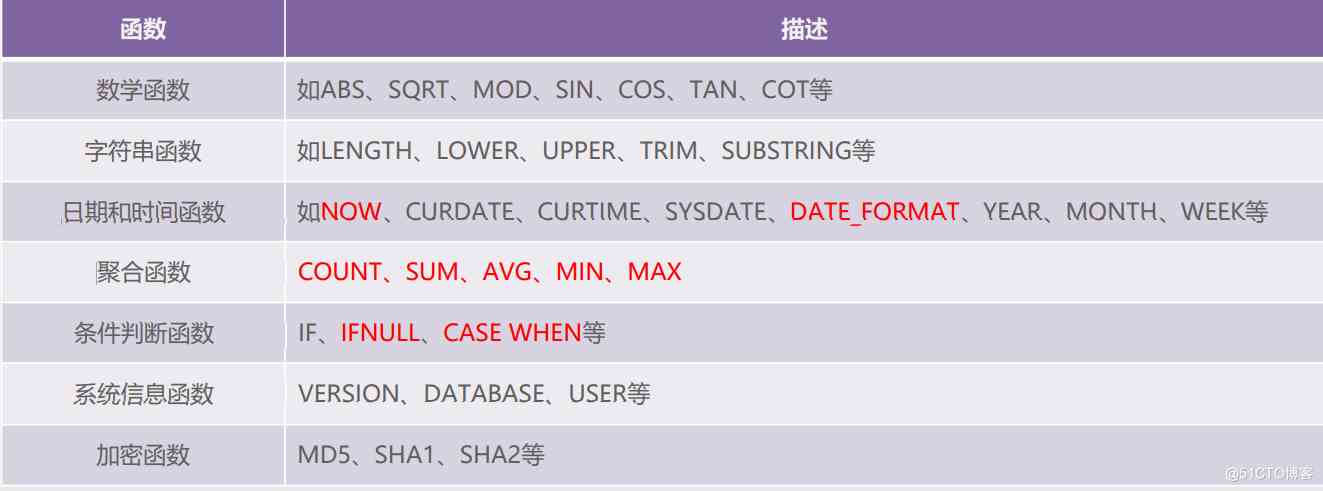 函数 描述
数学函数 如ABS、SQRT、MOD、SIN、COS、TAN、COT等
字符串函数 如LENGTH、LOWER、UPPER、TRIM、SUBSTRING等
日期和时间函数 如NOW、CURDATE、CURTIME、SYSDATE、DATE_FORMAT、YEAR、MONTH、WEEK等
聚合函数 COUNT、SUM、AVG、MIN、MAX
条件判断函数 IF、IFNULL、CASE WHEN等
系统信息函数 VERSION、DATABASE、USER等
加密函数 MD5、SHA1、SHA2等
@51CTO博客